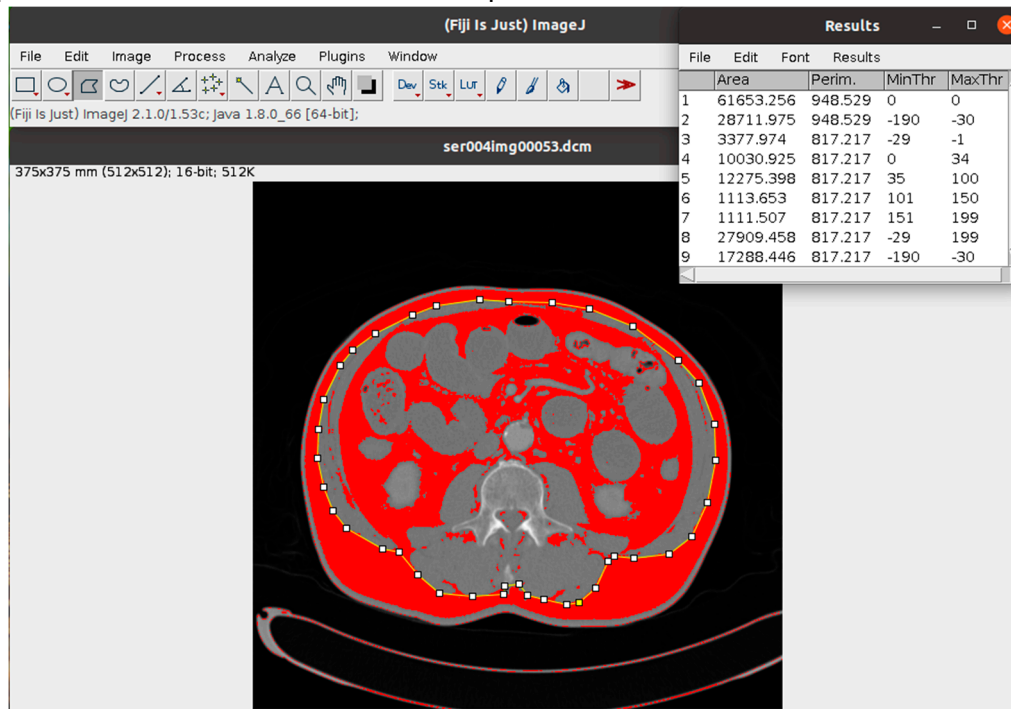 (Fiji Is Just) ImageJ
File Edit Image Process Analyze Plugins Window
Dev Stk LUT
(Fiji Is Just) ImageJ 2.1.0/1.53c; Java 1.8.0_66 [64-bit];
ser004img00053.dcm
375x375 mm (512x512); 16-bit; 512K
Results
File Edit Font Results
Area Perim. MinThr MaxThr
1 61653.256 948.529 0 0
2 28711.975 948.529 -190 -30
3 3377.974 817.217 -29 -1
4 10030.925 817.217 0 34
5 12275.398 817.217 35 100
6 1113.653 817.217 101 150
7 1111.507 817.217 151 199
8 27909.458 817.217 -29 199
9 17288.446 817.217 -190 -30